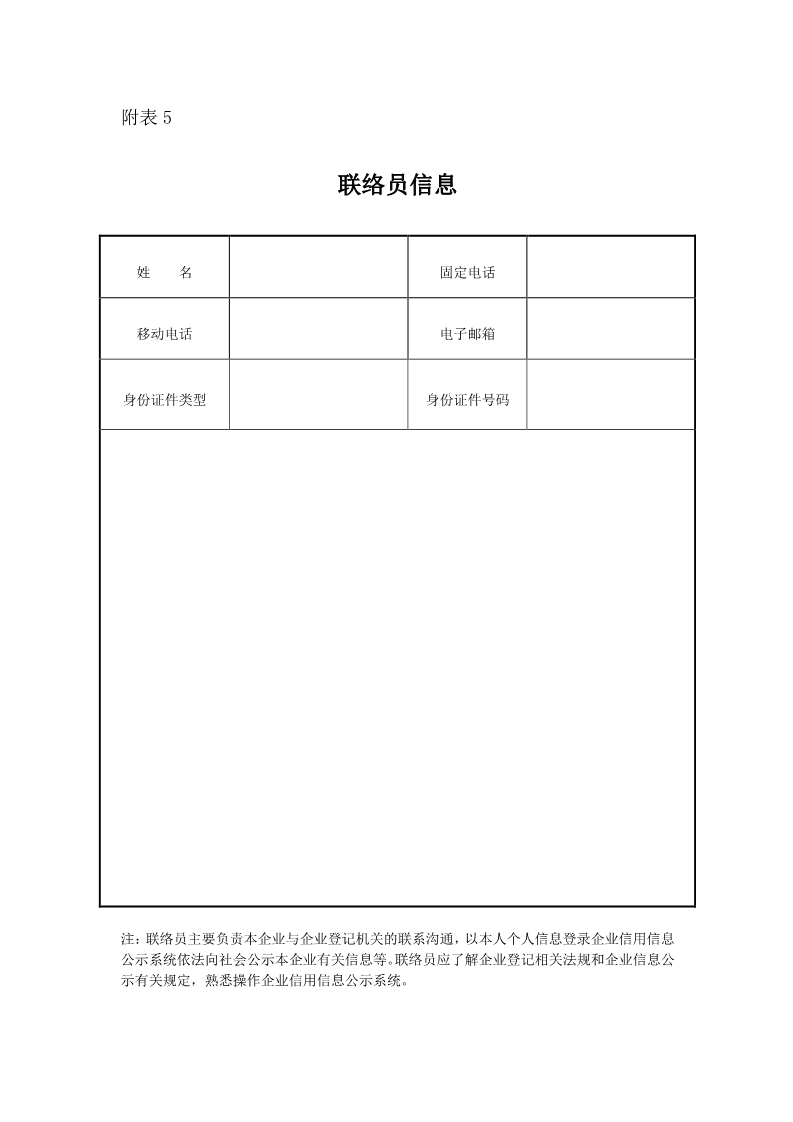 附表 5
联络员信息
姓　　名
固定电话
移动电话
电子邮箱
身份证件类型
身份证件号码
注：联络员主要负责本企业与企业登记机关的联系沟通，以本人个人信息登录企业信用信息
公示系统依法向社会公示本企业有关信息等。联络员应了解企业登记相关法规和企业信息公
示有关规定，熟悉操作企业信用信息公示系统。